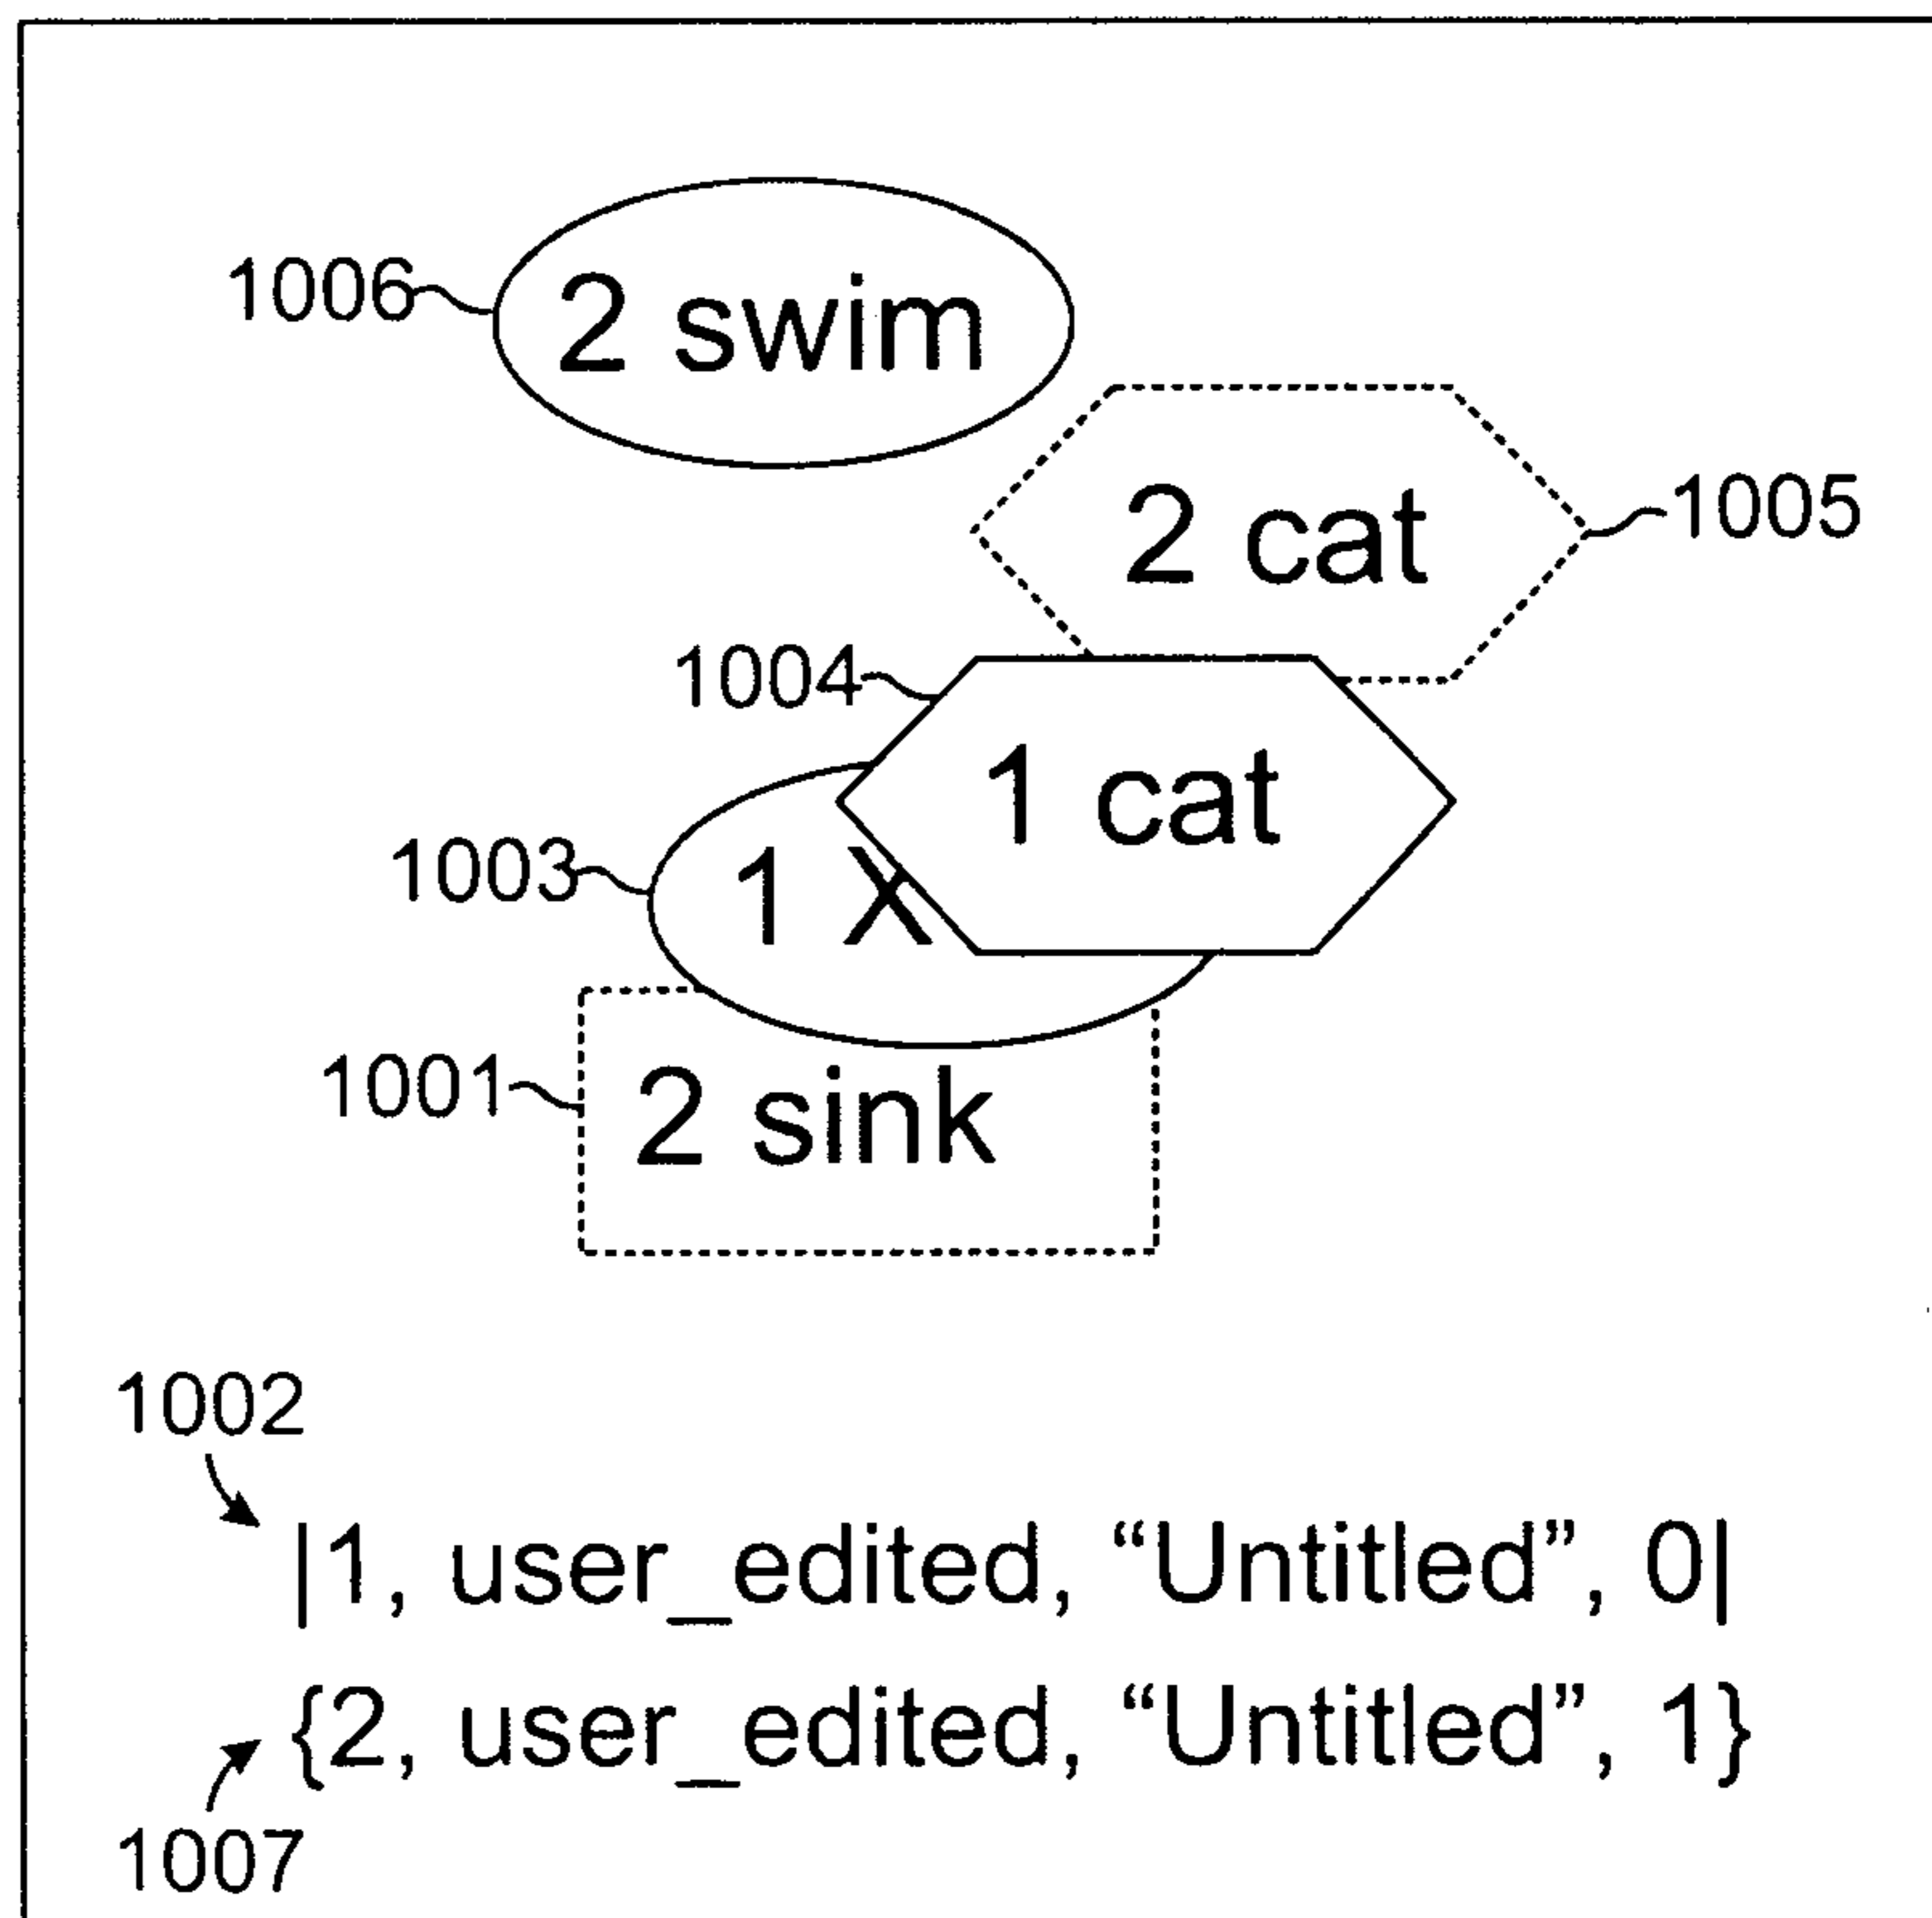 1006
2 swim
2 cat
1005
1004
1 cat
1003
1 X
1001
2 sink
1002
|1, user_edited, “Untitled”, 0|
{2, user_edited, “Untitled”, 1}
1007